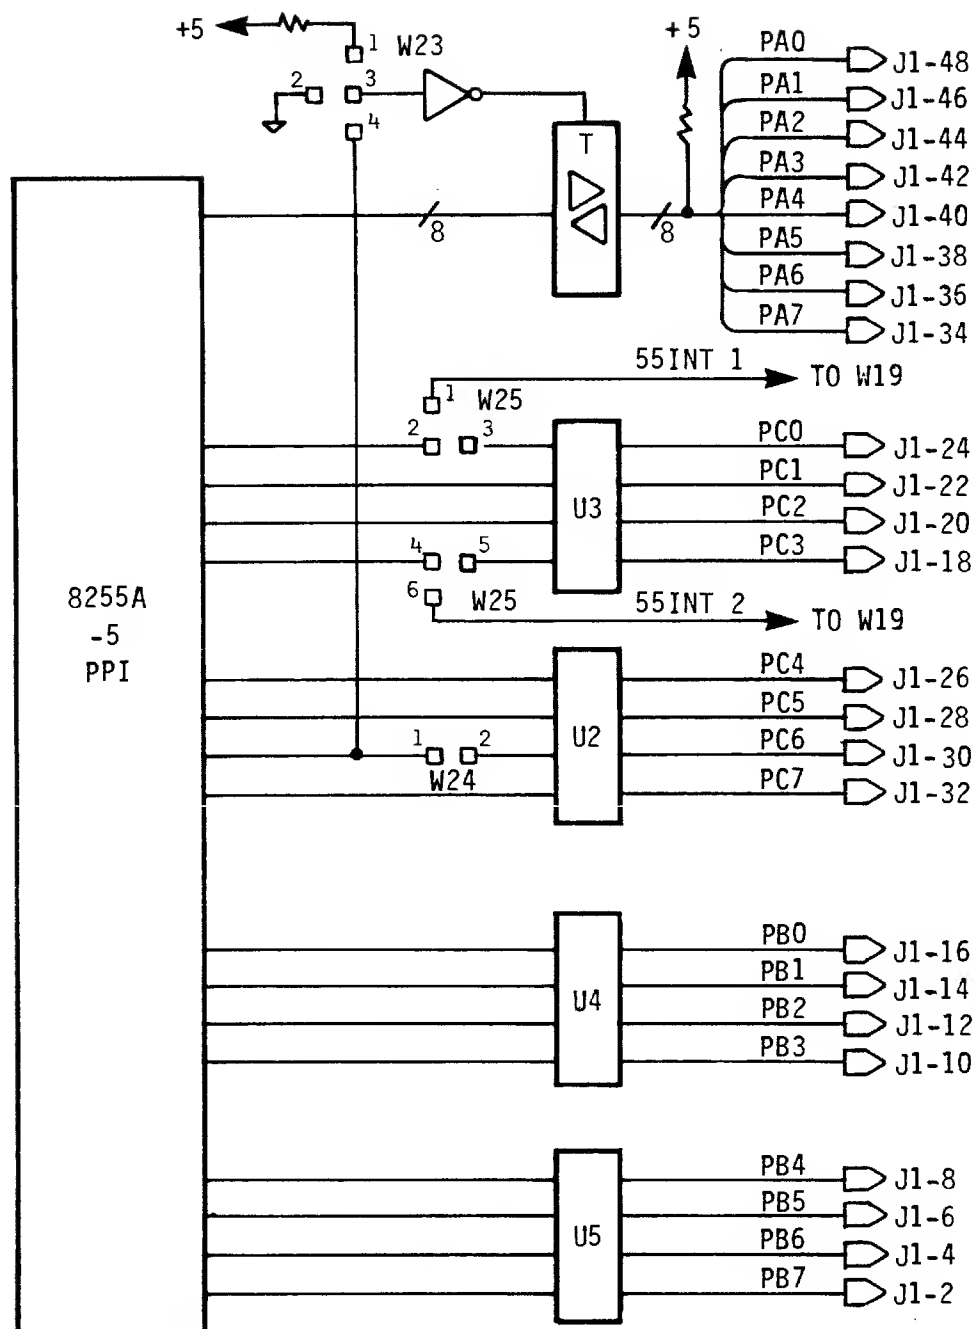 +5
1 W23
2
3
4
+5
T
8
8
PA0 J1-48
PA1 J1-46
PA2 J1-44
PA3 J1-42
PA4 J1-40
PA5 J1-38
PA6 J1-36
PA7 J1-34
55INT 1 TO W19
1 W25
2 3
PC0 J1-24
PC1 J1-22
PC2 J1-20
PC3 J1-18
U3
4 5
6 W25
55INT 2 TO W19
8255A
-5
PPI
PC4 J1-26
PC5 J1-28
PC6 J1-30
PC7 J1-32
U2
1 2
W24
PB0 J1-16
PB1 J1-14
PB2 J1-12
PB3 J1-10
U4
PB4 J1-8
PB5 J1-6
PB6 J1-4
PB7 J1-2
U5